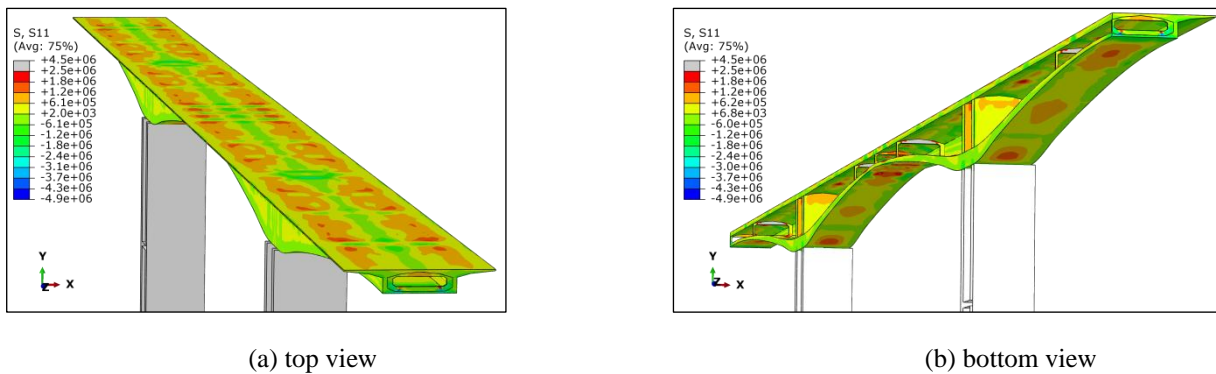 S, S11
(Avg: 75%)
+4.5e+06
+2.5e+06
+1.8e+06
+1.2e+06
+6.1e+05
+2.0e+03
-6.1e+05
-1.2e+06
-1.8e+06
-2.4e+06
-3.1e+06
-3.7e+06
-4.3e+06
-4.9e+06
Y
Z
X
S, S11
(Avg: 75%)
+4.5e+06
+2.5e+06
+1.8e+06
+1.2e+06
+6.1e+05
+6.8e+03
-6.0e+05
-1.2e+06
-1.8e+06
-2.4e+06
-3.0e+06
-3.7e+06
-4.3e+06
-4.9e+06
Y
Z
X
(a) top view
(b) bottom view